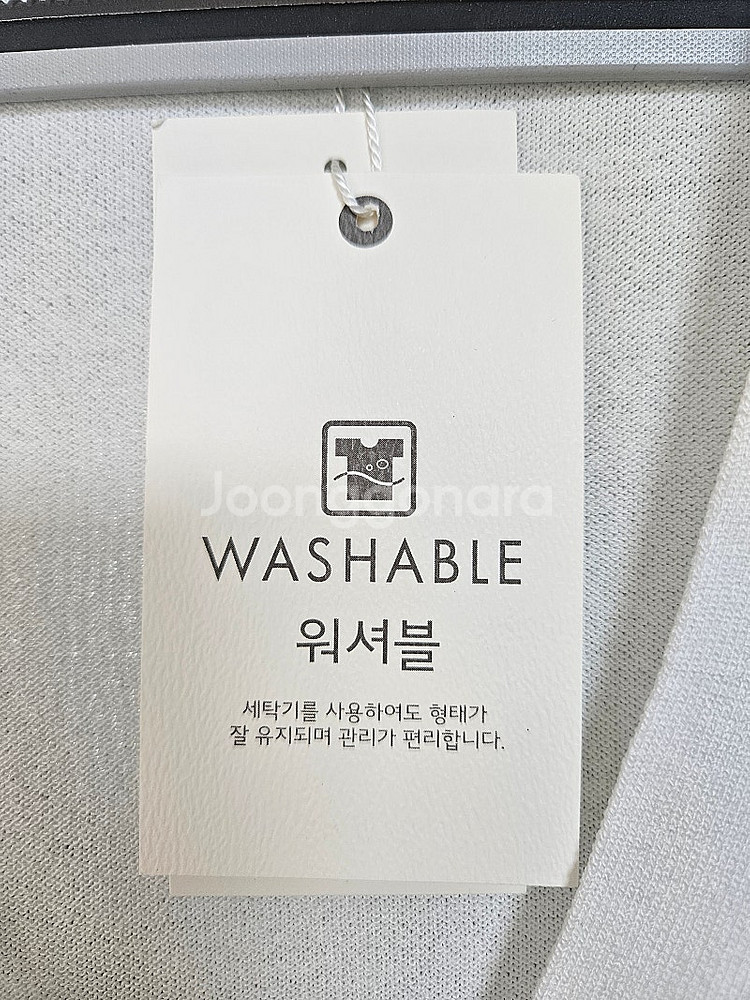 Joonggonara
WASHABLE
워셔블
세탁기를 사용하여도 형태가
잘 유지되며 관리가 편리합니다.